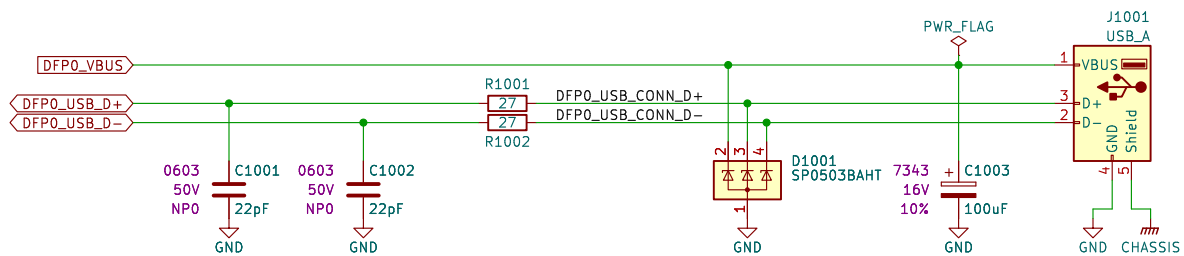 J1001
USB_A
PWR_FLAG
DFP0_VBUS
1
VBUS
R1001
DFP0_USB_D+
27
DFP0_USB_CONN_D+
3
D+
DFP0_USB_D-
27
DFP0_USB_CONN_D-
2
D-
R1002
GND
Shield
2
3
4
4
5
0603
C1001
50V
NP0
22pF
0603
C1002
50V
NP0
22pF
D1001
SP0503BAHT
1
7343
+
C1003
16V
10%
100uF
GND
GND
GND
GND
GND
CHASSIS